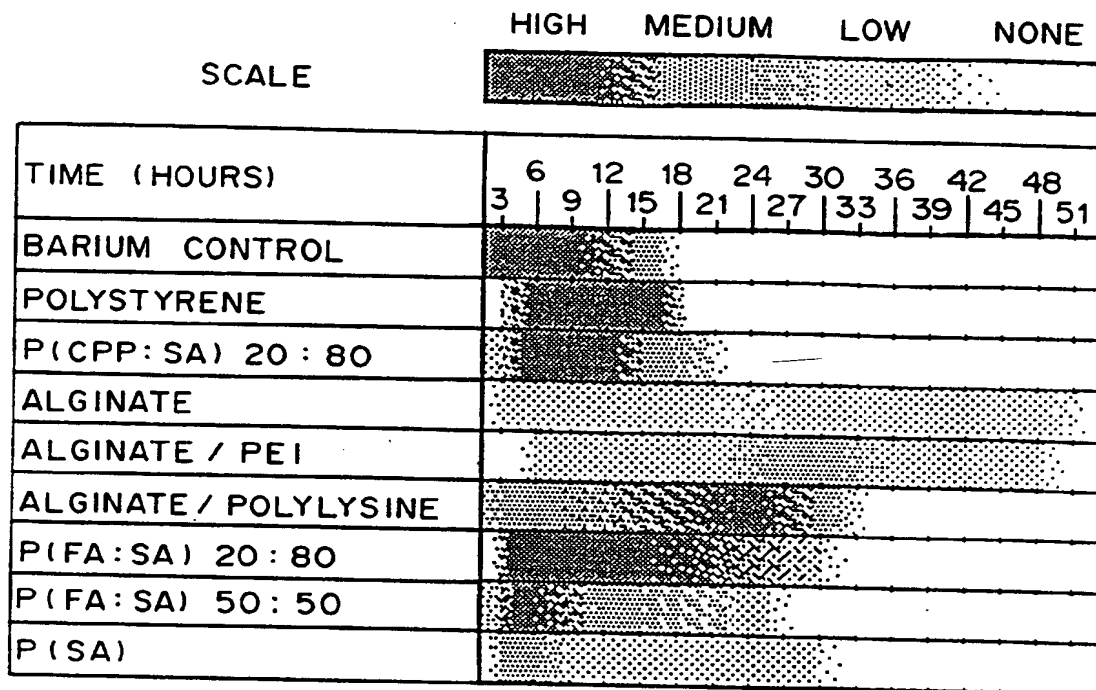 HIGH MEDIUM LOW NONE
SCALE
TIME (HOURS)
6 12 18 24 30 36 42 48
3 9 15 21 27 33 39 45 51
BARIUM CONTROL
POLYSTYRENE
P(CPP:SA) 20:80
ALGINATE
ALGINATE / PEI
ALGINATE / POLYLYSINE
P(FA:SA) 20:80
P(FA:SA) 50:50
P(SA)